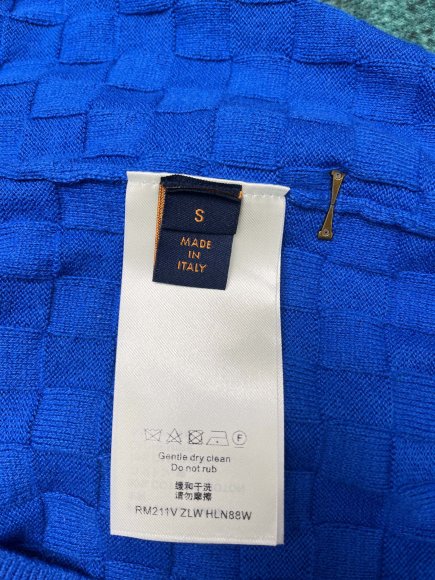 S
MADE
IN
ITALY
F
Gentle dry clean
Do not rub
缓和干洗
请勿摩擦
RM211V ZLW HLN88W